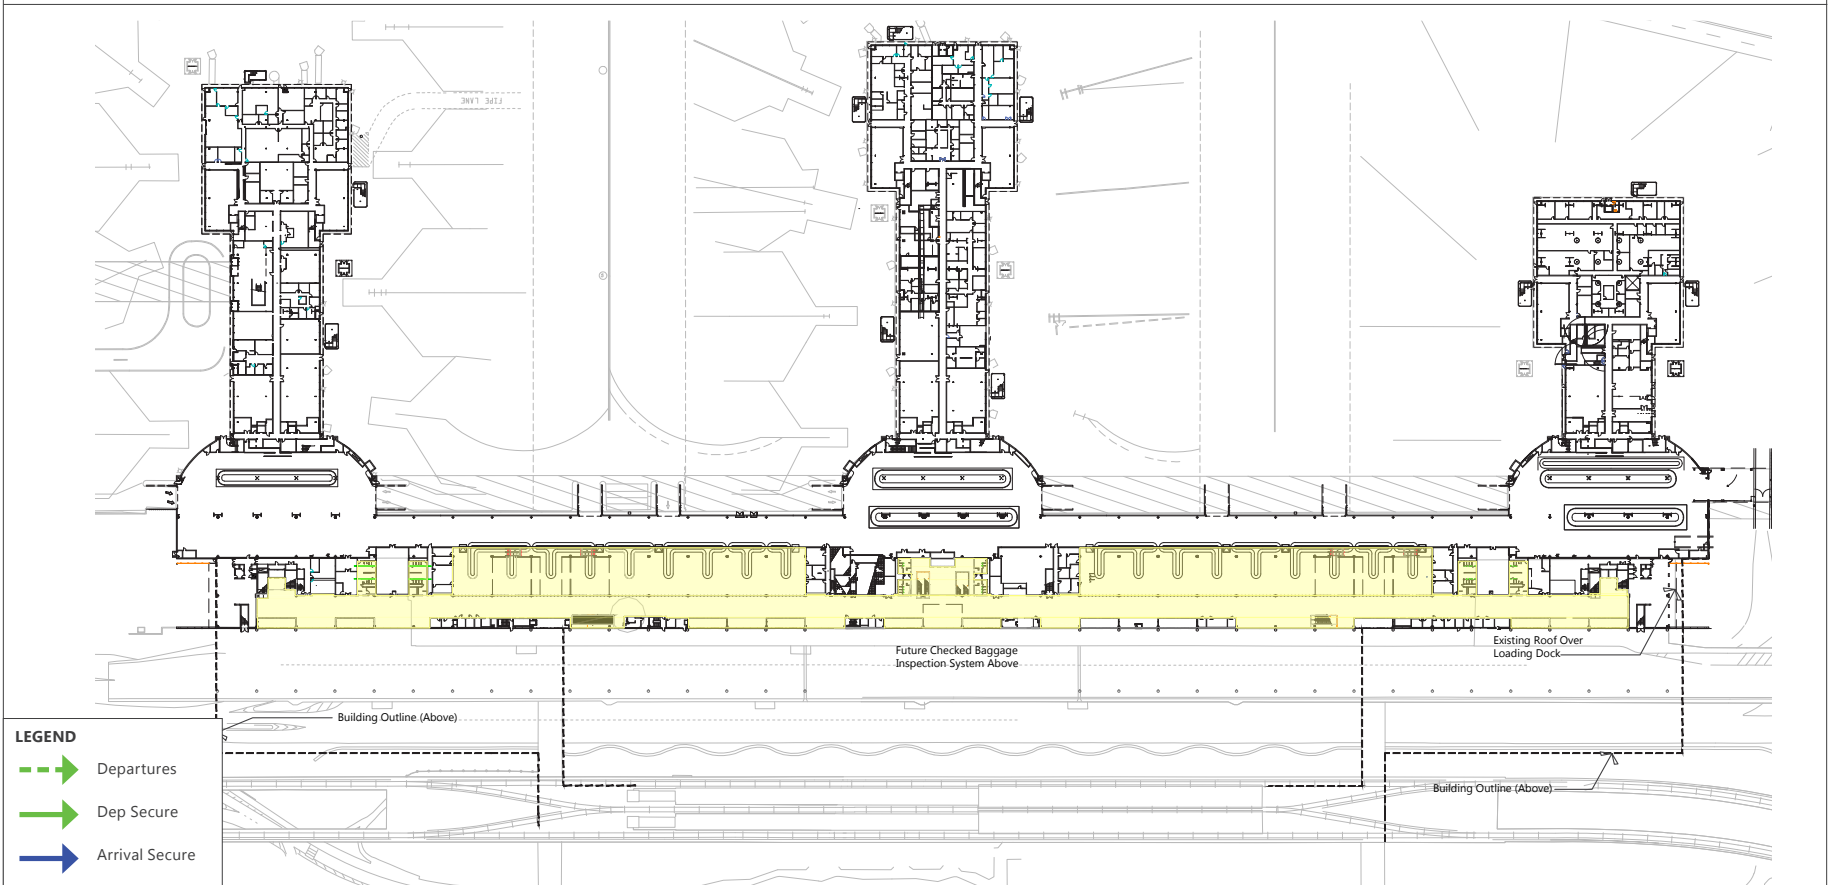 FIPE LANE
Future Checked Baggage
Inspection System Above
Existing Roof Over
Loading Dock
Building Outline (Above)
Building Outline (Above)
LEGEND
Departures
Dep Secure
Arrival Secure